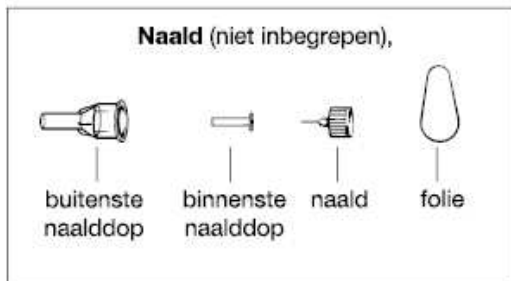 Naald (niet inbegrepen),
buitenste naalddop
binnenste naalddop
naald
folie